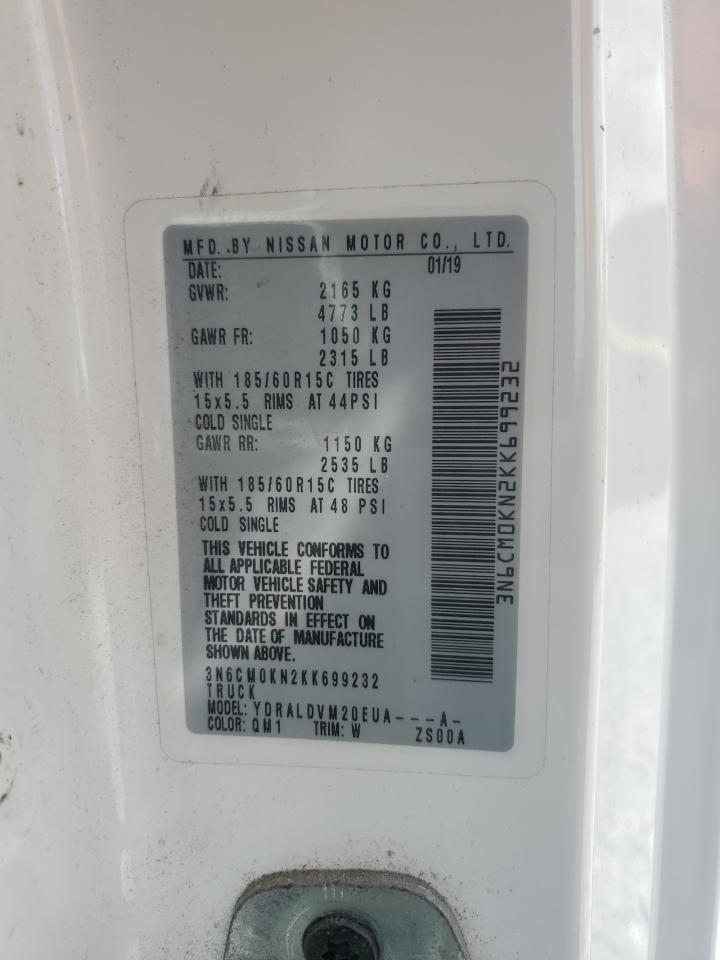 MFD. BY NISSAN MOTOR CO., LTD.
DATE: 01/19
GVWR: 2165 KG
4773 LB
GAWR FR: 1050 KG
2315 LB
WITH 185/60R15C TIRES
15x5.5 RIMS AT 44PSI
COLD SINGLE
GAWR RR: 1150 KG
2535 LB
WITH 185/60R15C TIRES
15x5.5 RIMS AT 48 PSI
COLD SINGLE
THIS VEHICLE CONFORMS TO
ALL APPLICABLE FEDERAL
MOTOR VEHICLE SAFETY AND
THEFT PREVENTION
STANDARDS IN EFFECT ON
THE DATE OF MANUFACTURE
SHOWN ABOVE.
3N6CM0KN2KK699232
TRUCK
MODEL: YDRALDVM20EUA---A-
COLOR: QM1 TRIM: W ZS00A
3N6CM0KN2KK699232